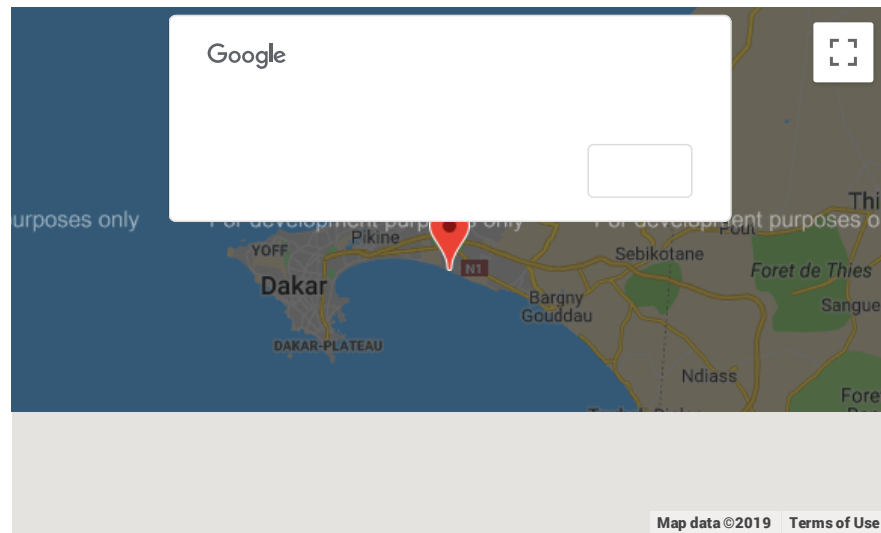 Google
urposes only
For development purposes only
For development purposes o
Thi
Pout
Pikine
YOFF
Sebikotane
N1
Foret de Thies
Dakar
Bargny
Gouddau
Sangue
DAKAR-PLATEAU
Ndiass
Fore
Map data ©2019
Terms of Use